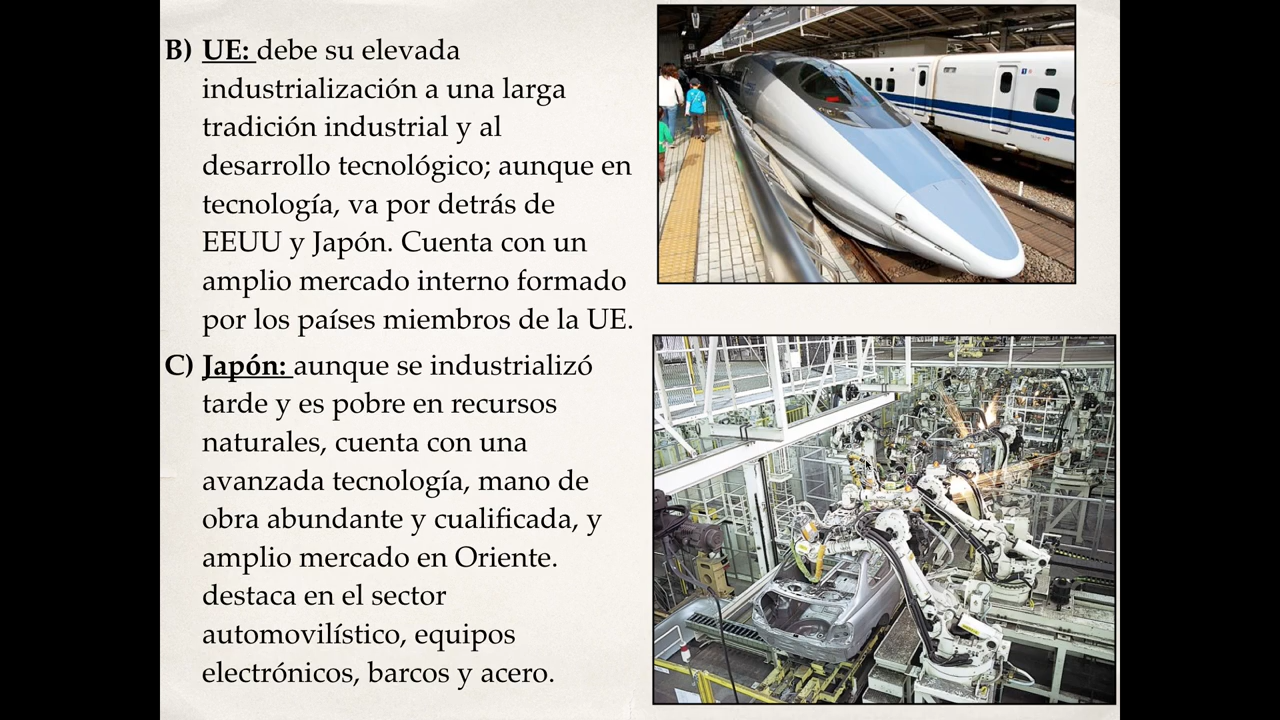 B) UE: debe su elevada
industrialización a una larga
tradición industrial y al
desarrollo tecnológico; aunque en
tecnología, va por detrás de
EEUU y Japón. Cuenta con un
amplio mercado interno formado
por los países miembros de la UE.
C) Japón: aunque se industrializó
tarde y es pobre en recursos
naturales, cuenta con una
avanzada tecnología, mano de
obra abundante y cualificada, y
amplio mercado en Oriente.
destaca en el sector
automovilístico, equipos
electrónicos, barcos y acero.